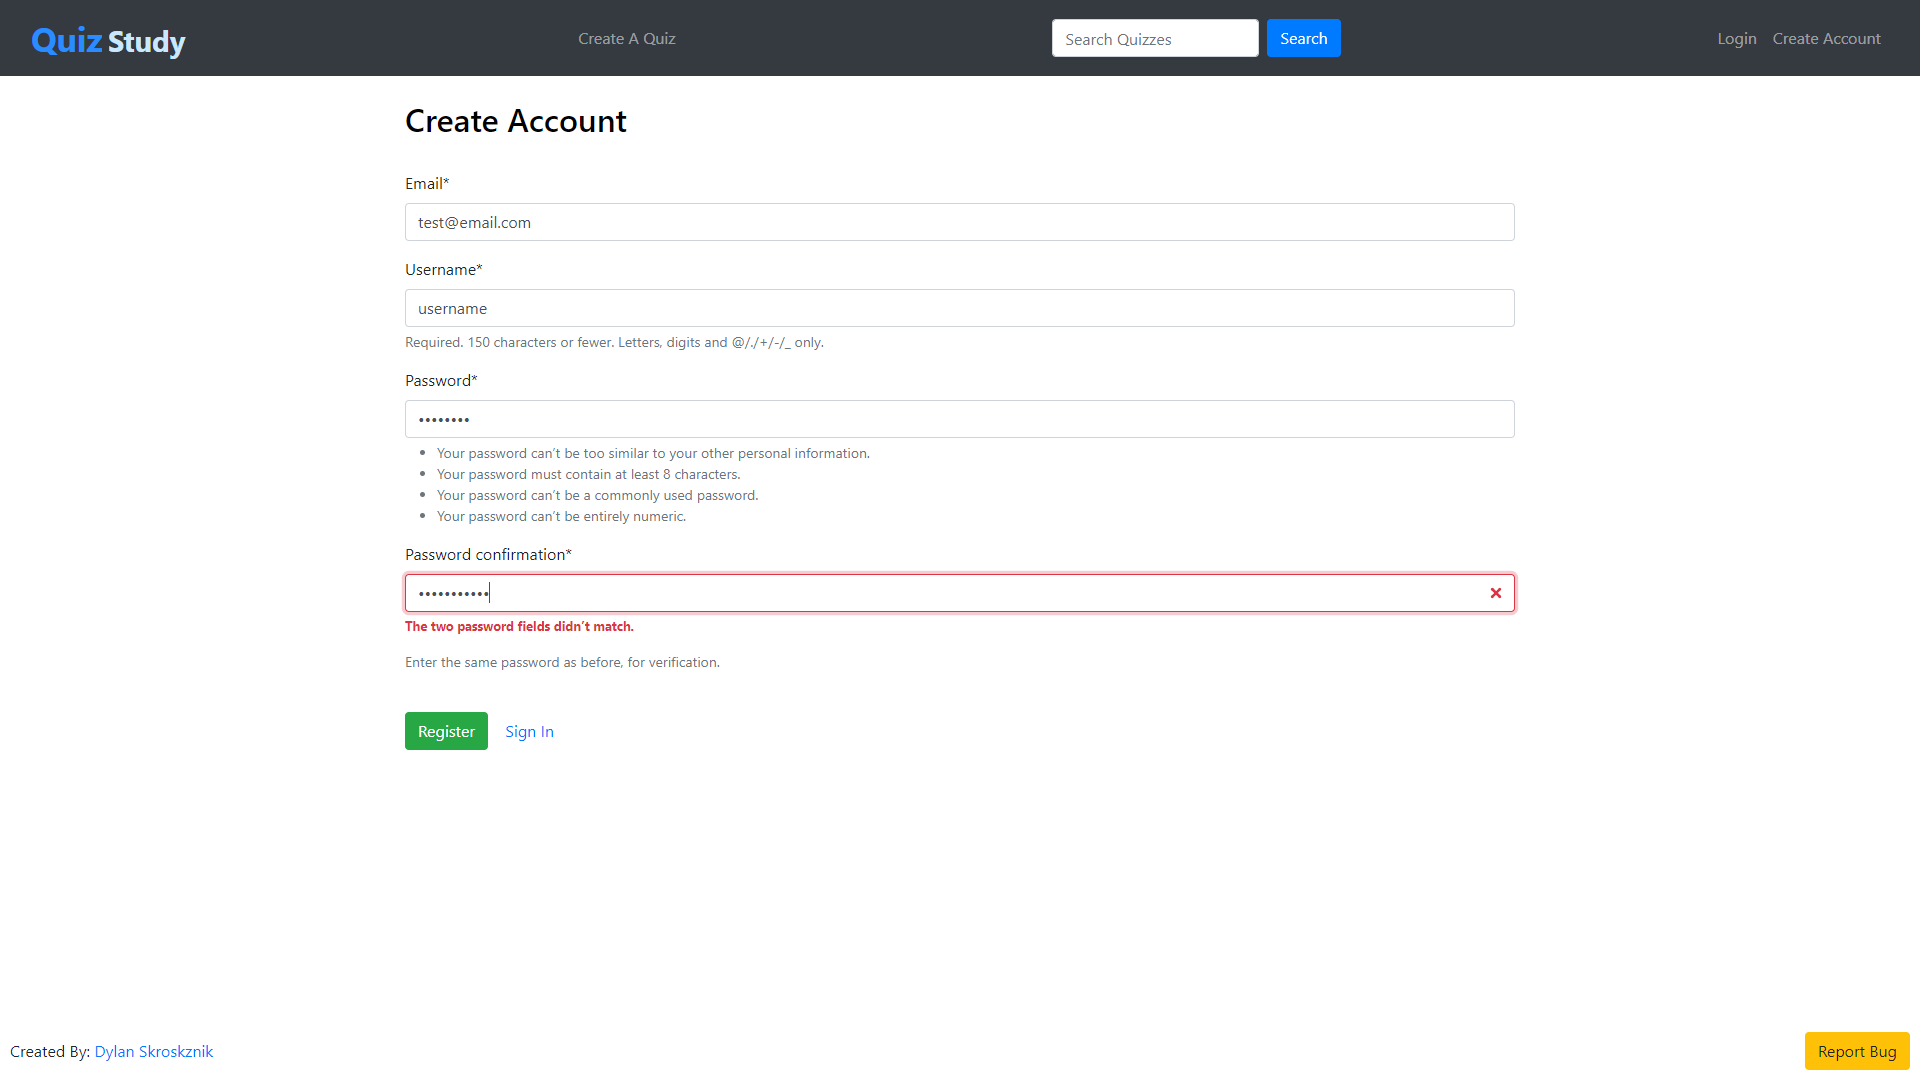 Quiz Study Create A Quiz Search Quizzes Search Login Create Account
Create Account
Email*
test@email.com
Username*
username
Required. 150 characters or fewer. Letters, digits and @/./+/-/_ only.
Password*
••••••••
• Your password can’t be too similar to your other personal information.
• Your password must contain at least 8 characters.
• Your password can’t be a commonly used password.
• Your password can’t be entirely numeric.
Password confirmation*
•••••••••••
The two password fields didn’t match.
Enter the same password as before, for verification.
Register Sign In
Created By: Dylan Skroskznik Report Bug